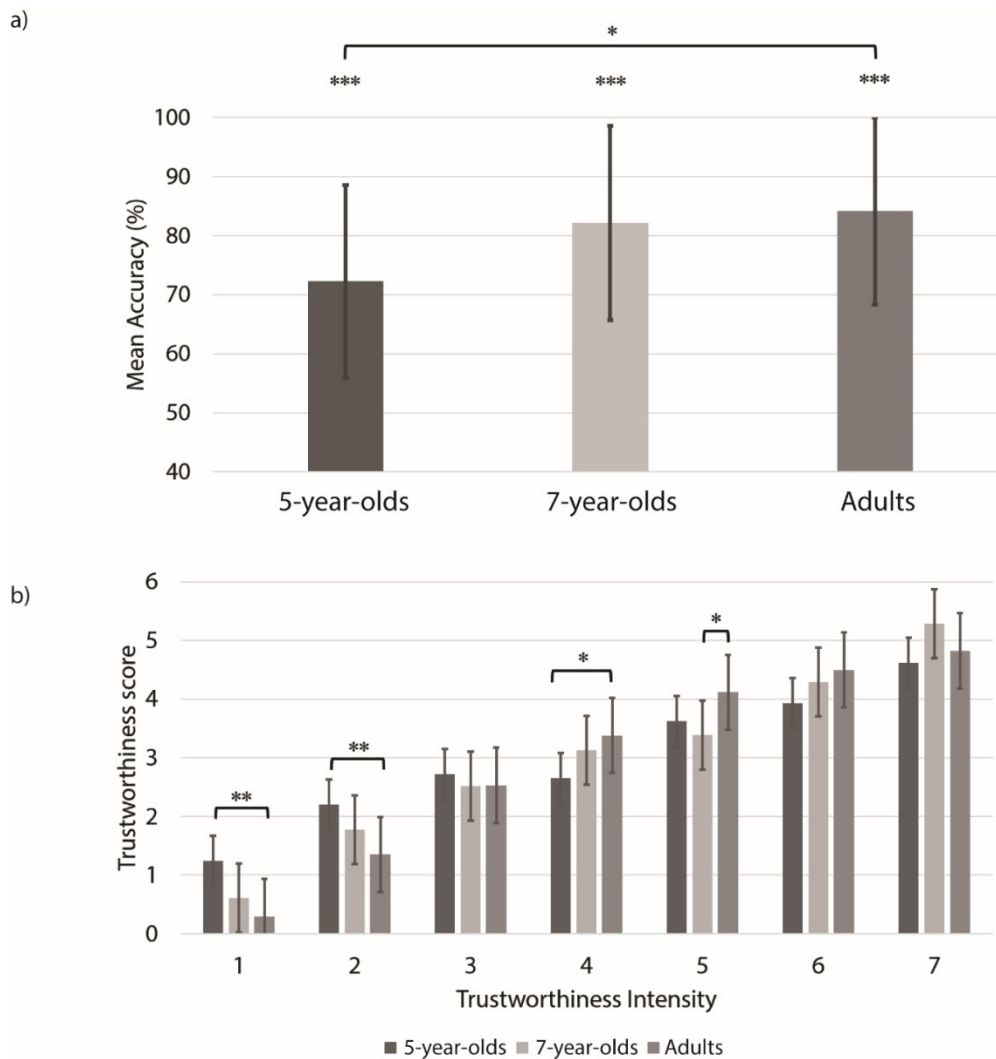 a)
*
*** *** ***
100
90
80
70
60
50
40
Mean Accuracy (%)
5-year-olds 7-year-olds Adults
b)
6
5
4
3
2
1
0
Trustworthiness score
** ** * *
1 2 3 4 5 6 7
Trustworthiness Intensity
5-year-olds 7-year-olds Adults